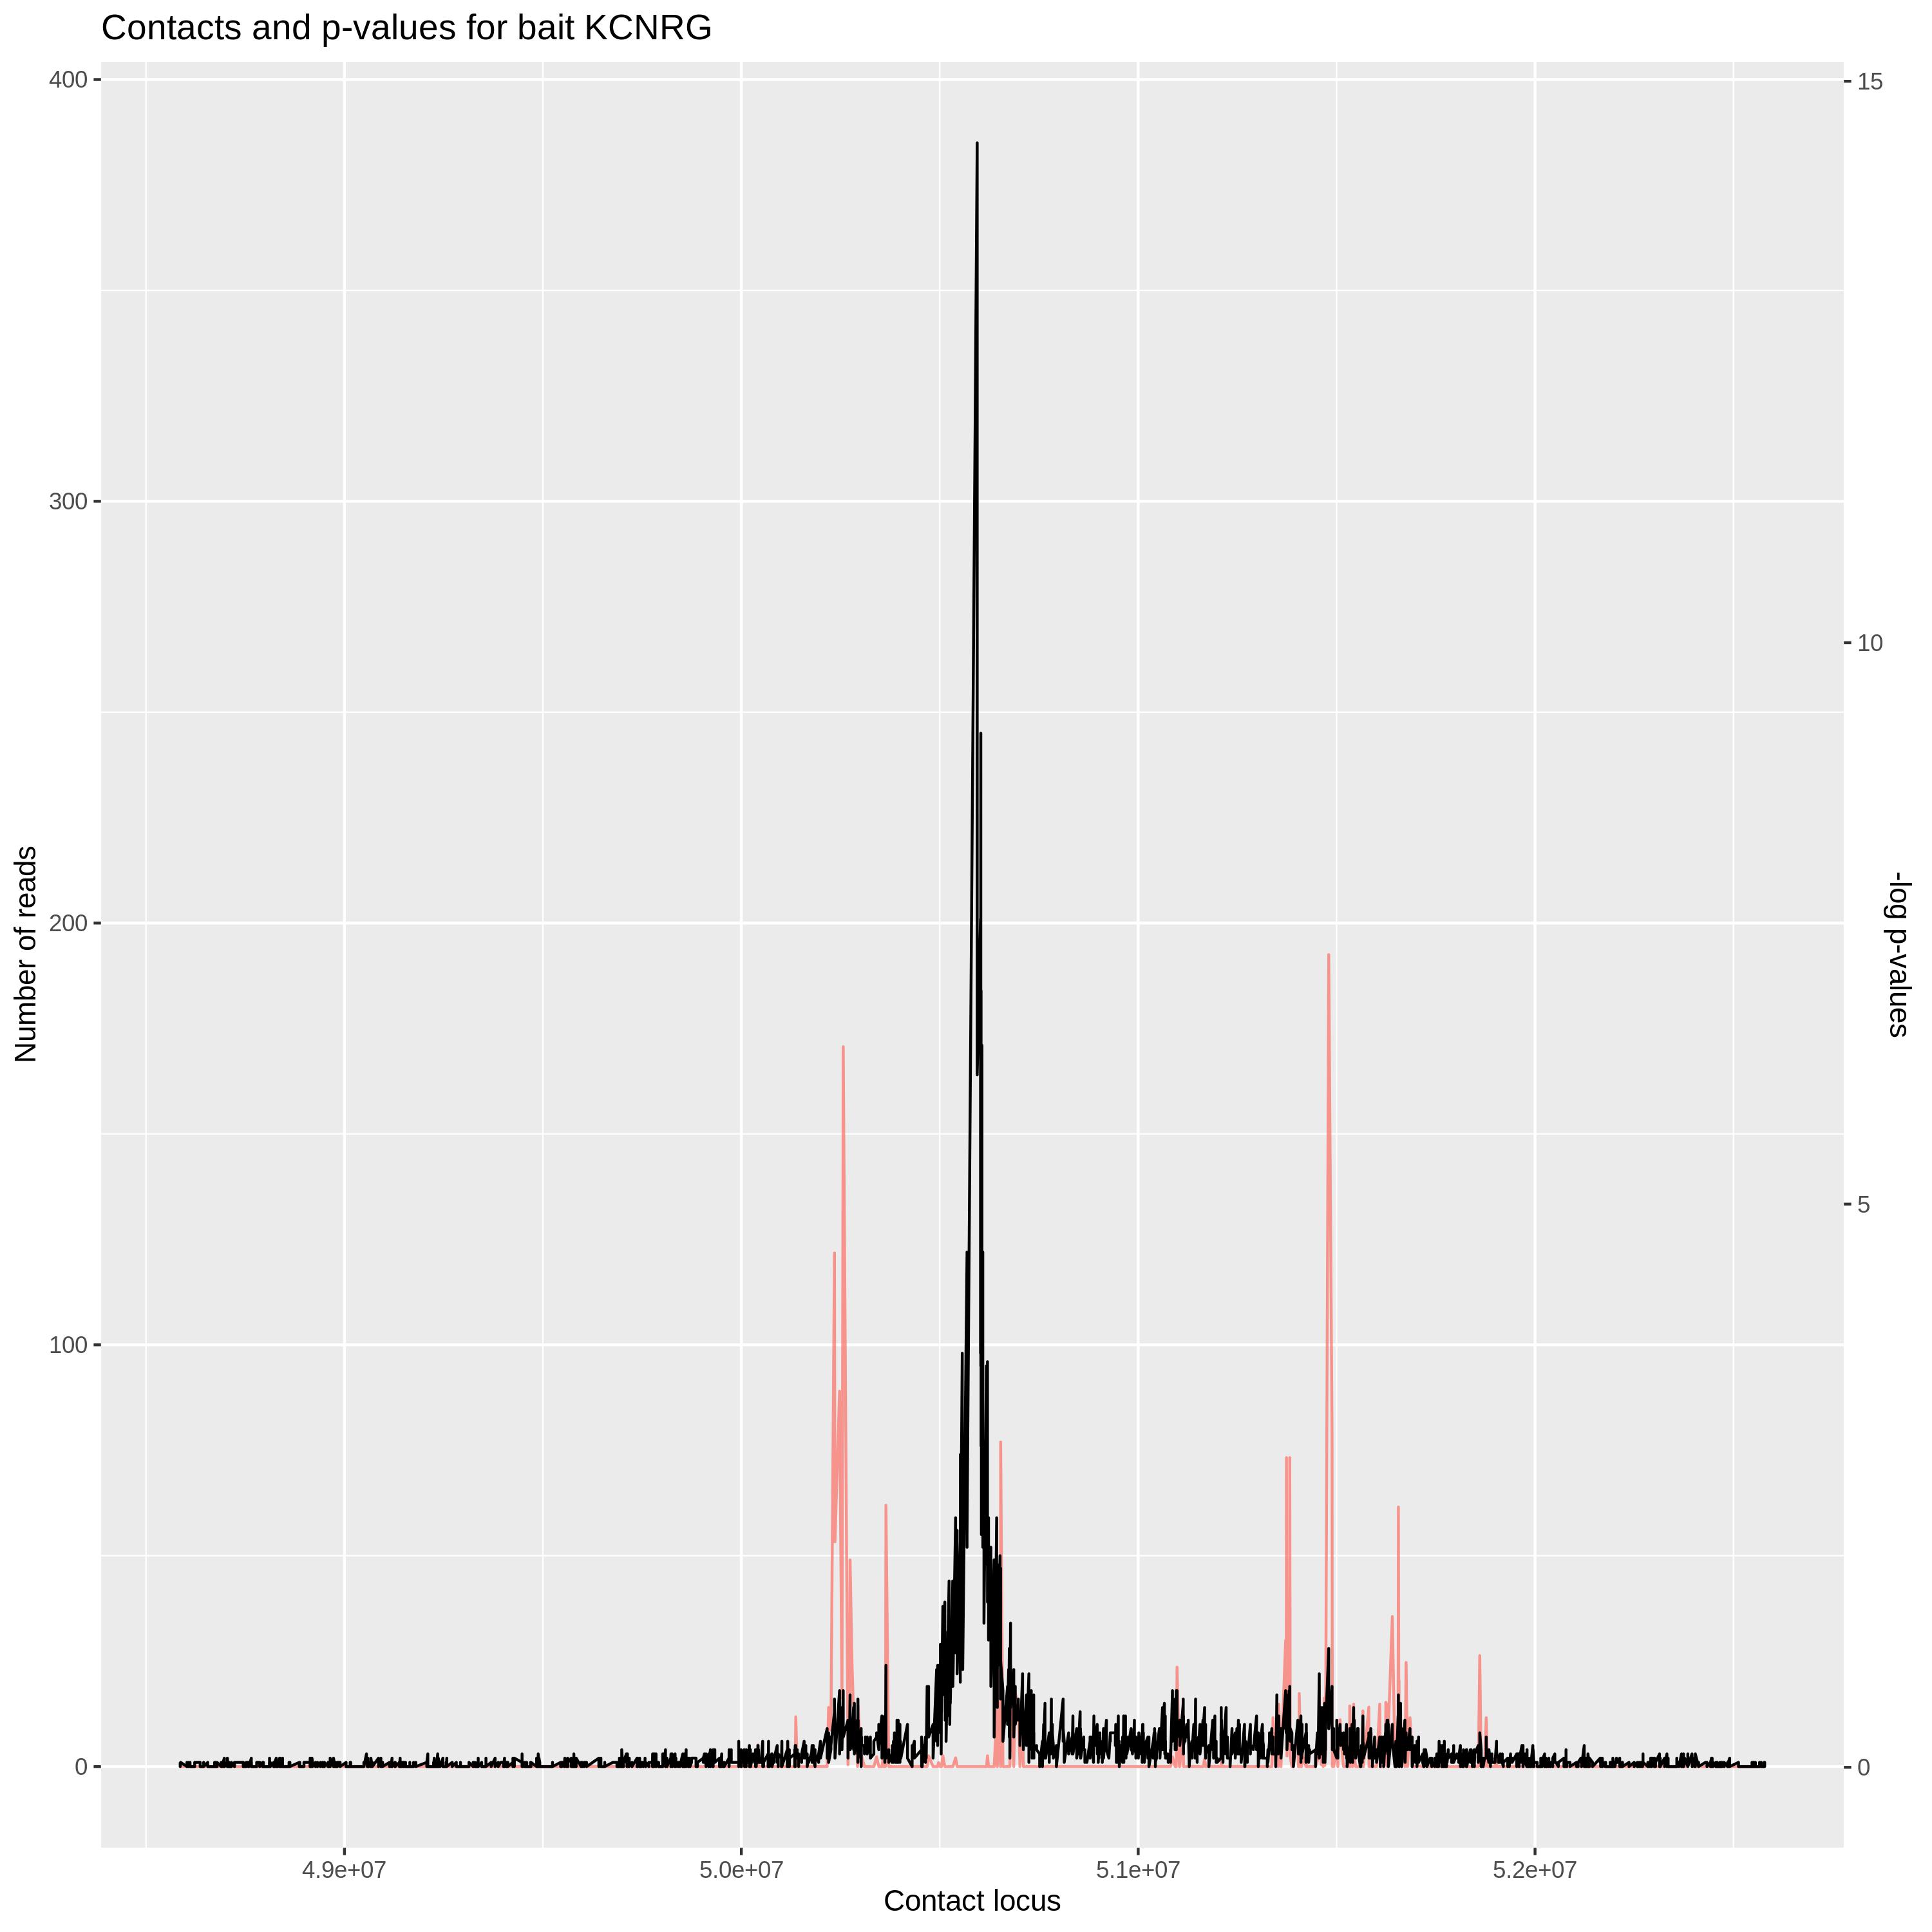 Contacts and p-values for bait KCNRG
400
300
200
100
0
Number of reads
15
10
5
0
-log p-values
4.9e+07
5.0e+07
5.1e+07
5.2e+07
Contact locus